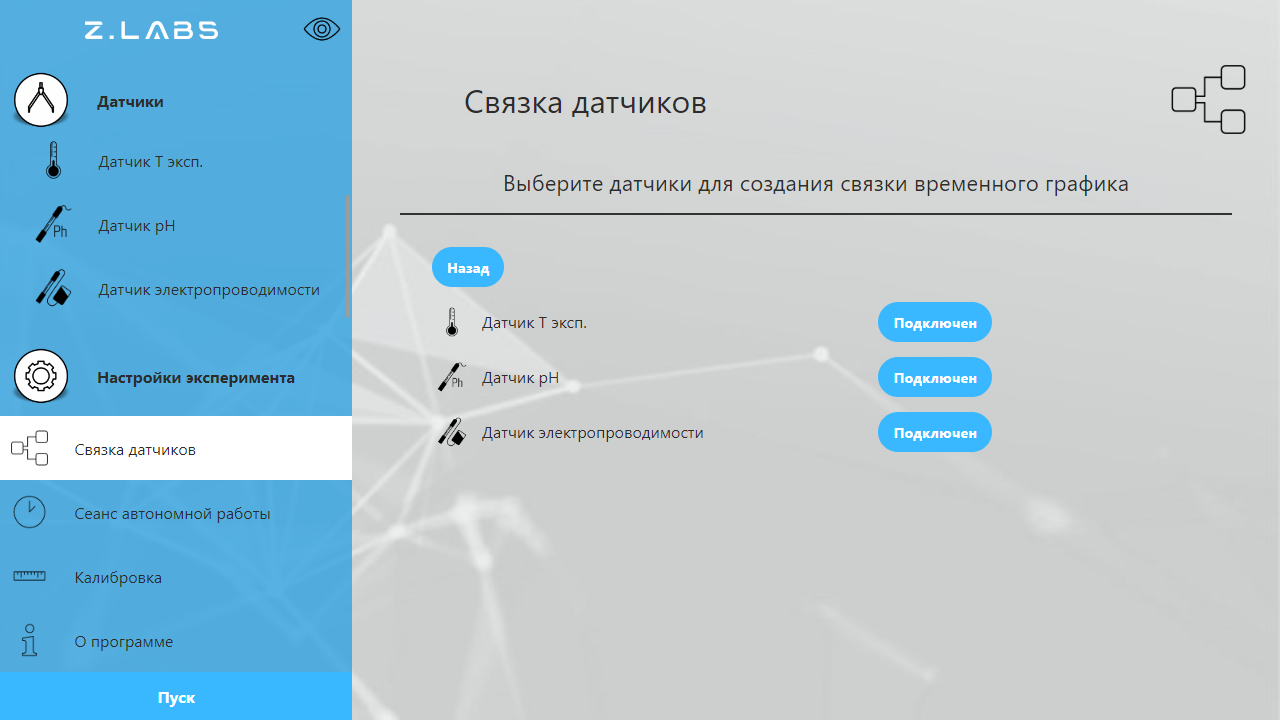 Z.LABS
Датчики
Датчик T эксп.
Ph
Датчик pH
Датчик электропроводимости
Настройки эксперимента
Связка датчиков
Сеанс автономной работы
Калибровка
О программе
Пуск
Связка датчиков
Выберите датчики для создания связки временного графика
Назад
Датчик T эксп.
Подключен
Ph
Датчик pH
Подключен
Датчик электропроводимости
Подключен